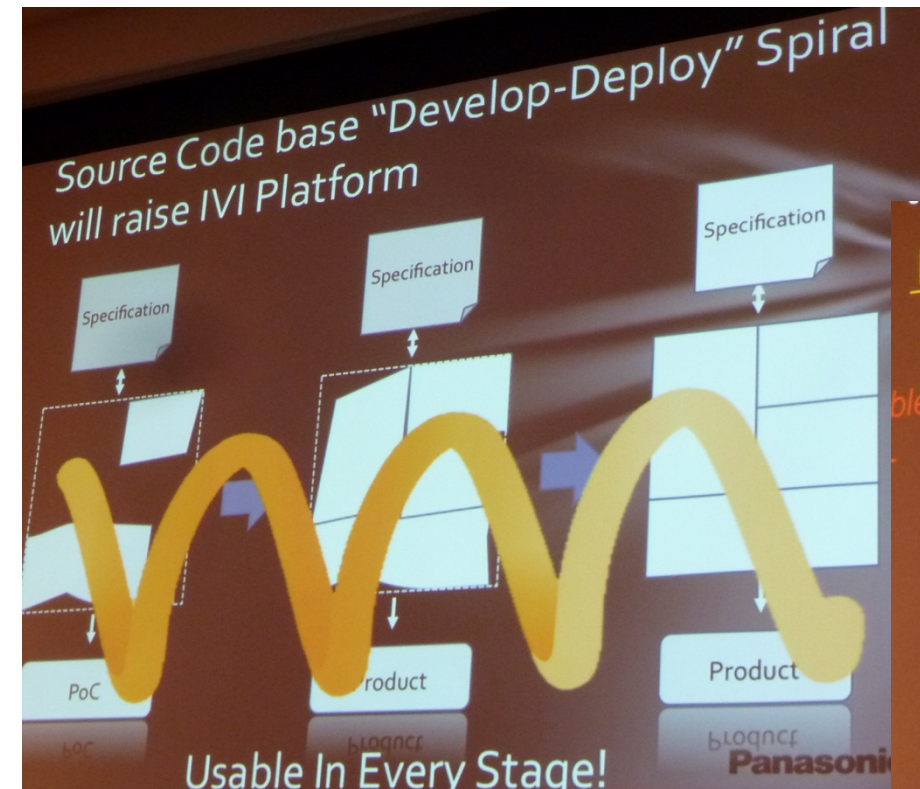 Source Code base "Develop-Deploy" Spiral
will raise IVI Platform
Specification
Specification
Specification
PoC
roduct
Product
Usable In Every Stage!
Panasoni
ble